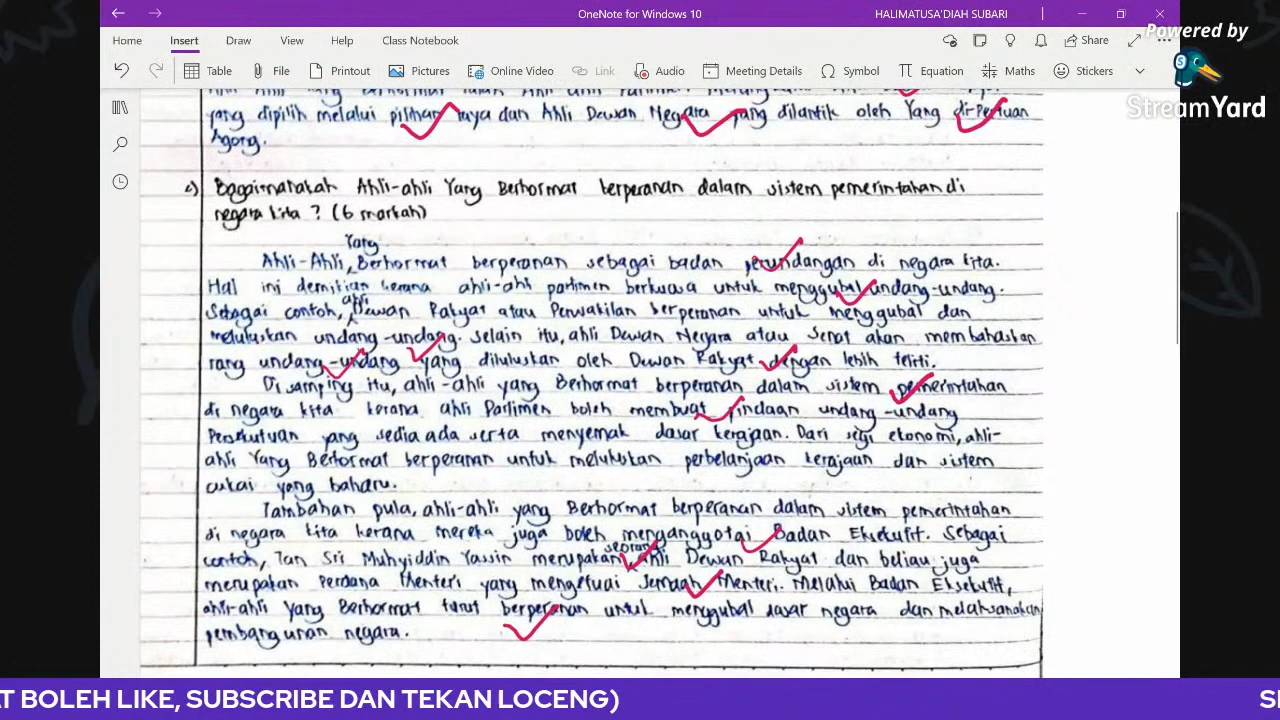 OneNote for Windows 10
HALIMATUSA'DIAH SUBARI
Home Insert Draw View Help Class Notebook Share
Table File Printout Pictures Online Video Link Audio Meeting Details Symbol Equation Maths Stickers
Powered by
StreamYard
yang dipilih melalui pilihan raya dan Ahli Dewan Negara yang dilantik oleh Yang di-Pertuan
Agong.
c) Bagaimanakah Ahli-ahli Yang Berhormat berperanan dalam sistem pemerintahan di
negara kita ? (6 markah)
Yang
Ahli-Ahli Berhormat berperanan sebagai badan perundangan di negara kita.
Hal ini demikian kerana ahli-ahli parlimen berkuasa untuk menggubal undang-undang.
ahli
Sebagai contoh, Dewan Rakyat atau Perwakilan berperanan untuk menggubal dan
meluluskan undang-undang. Selain itu, ahli Dewan Negara atau Senat akan membahaskan
rang undang-undang yang diluluskan oleh Dewan Rakyat dengan lebih teliti.
Di samping itu, ahli-ahli yang Berhormat berperanan dalam sistem pemerintahan
di negara kita kerana ahli Parlimen boleh membuat pindaan undang-undang
Persekutuan yang sedia ada serta menyemak dasar kerajaan. Dari segi ekonomi, ahli-
ahli Yang Berhormat berperanan untuk meluluskan perbelanjaan kerajaan dan sistem
cukai yang baharu.
Tambahan pula, ahli-ahli yang Berhormat berperanan dalam sistem pemerintahan
di negara kita kerana mereka juga boleh menganggotai Badan Eksekutif. Sebagai
seorang
contoh, Tan Sri Muhyiddin Yassin merupakan ahli Dewan Rakyat dan beliau juga
merupakan Perdana Menteri yang mengetuai Jemaah Menteri. Melalui Badan Eksekutif,
ahli-ahli yang Berhormat turut berperanan untuk menggubal dasar negara dan melaksanakan
pembangunan negara.
AT BOLEH LIKE, SUBSCRIBE DAN TEKAN LOCENG)